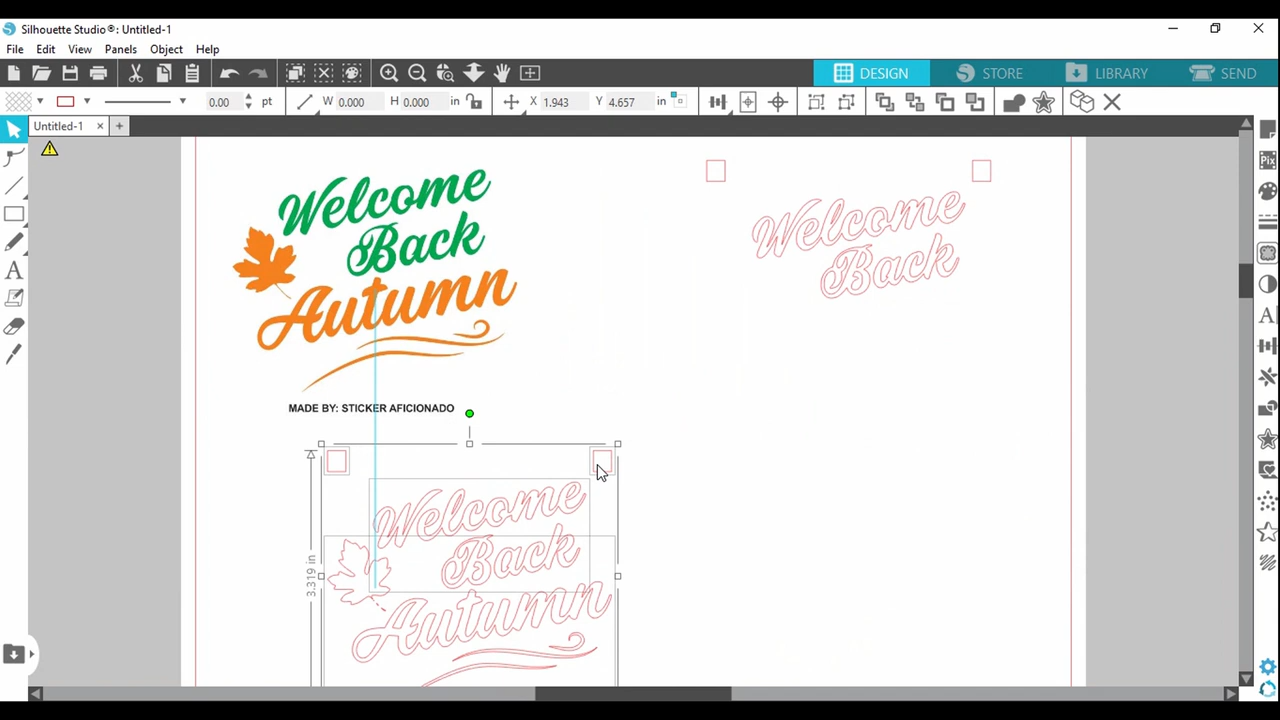 Silhouette Studio®: Untitled-1
File Edit View Panels Object Help
DESIGN STORE LIBRARY SEND
0.00 pt W 0.000 H 0.000 in X 1.943 Y 4.657 in
Untitled-1
Pix
Welcome
Back
Autumn
MADE BY: STICKER AFICIONADO
Welcome
Back
3.319 in
Welcome
Back
Autumn